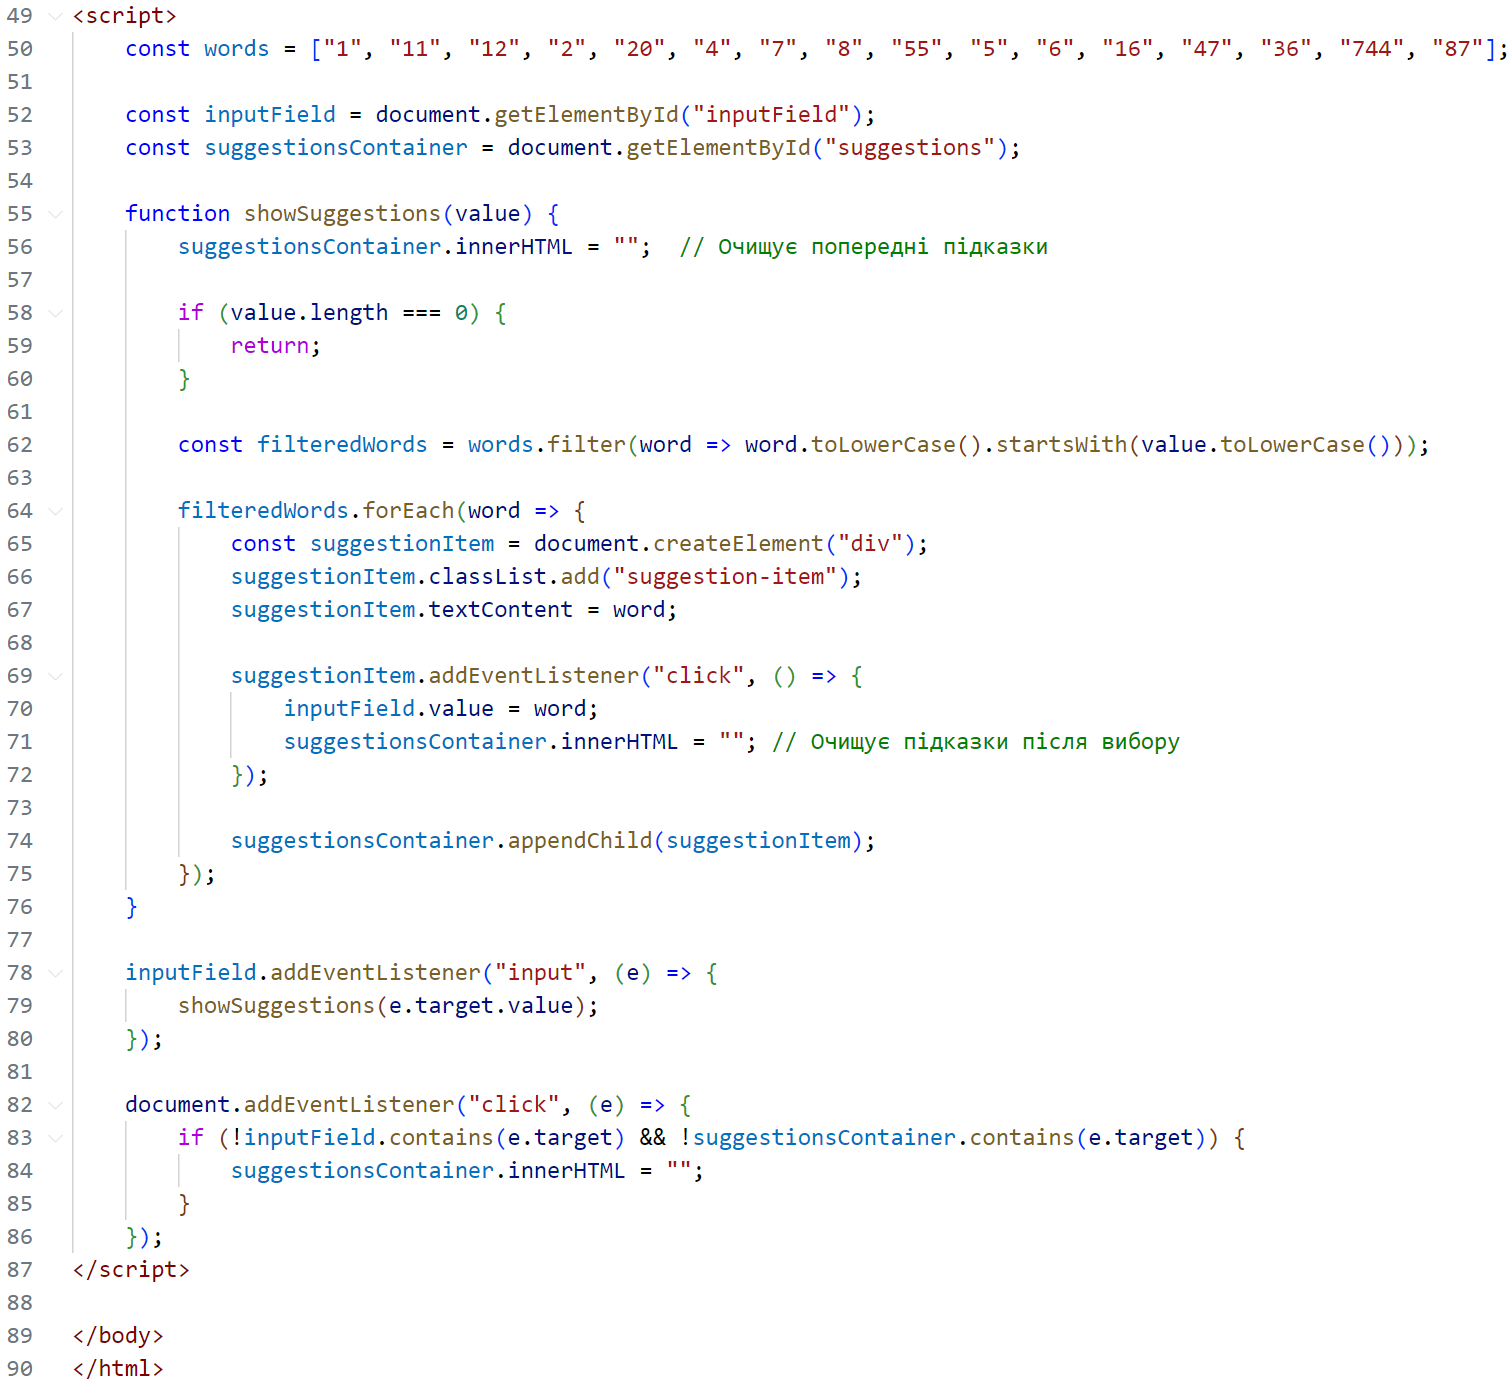 49 <script>
50     const words = ["1", "11", "12", "2", "20", "4", "7", "8", "55", "5", "6", "16", "47", "36", "744", "87"];
51
52     const inputField = document.getElementById("inputField");
53     const suggestionsContainer = document.getElementById("suggestions");
54
55     function showSuggestions(value) {
56         suggestionsContainer.innerHTML = "";  // Очищує попередні підказки
57
58         if (value.length === 0) {
59             return;
60         }
61
62         const filteredWords = words.filter(word => word.toLowerCase().startsWith(value.toLowerCase()));
63
64         filteredWords.forEach(word => {
65             const suggestionItem = document.createElement("div");
66             suggestionItem.classList.add("suggestion-item");
67             suggestionItem.textContent = word;
68
69             suggestionItem.addEventListener("click", () => {
70                 inputField.value = word;
71                 suggestionsContainer.innerHTML = ""; // Очищує підказки після вибору
72             });
73
74             suggestionsContainer.appendChild(suggestionItem);
75         });
76     }
77
78     inputField.addEventListener("input", (e) => {
79         showSuggestions(e.target.value);
80     });
81
82     document.addEventListener("click", (e) => {
83         if (!inputField.contains(e.target) && !suggestionsContainer.contains(e.target)) {
84             suggestionsContainer.innerHTML = "";
85         }
86     });
87 </script>
88
89 </body>
90 </html>